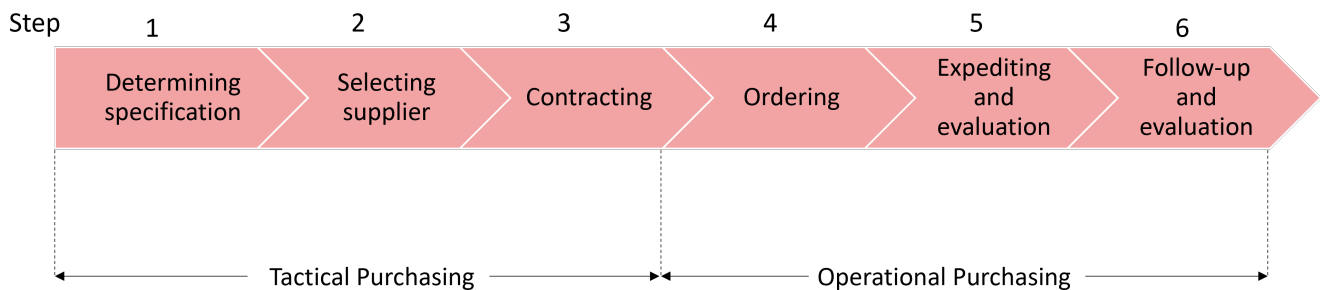 Step 1 2 3 4 5 6
Determining
specification
Selecting
supplier
Contracting
Ordering
Expediting
and
evaluation
Follow-up
and
evaluation
Tactical Purchasing
Operational Purchasing